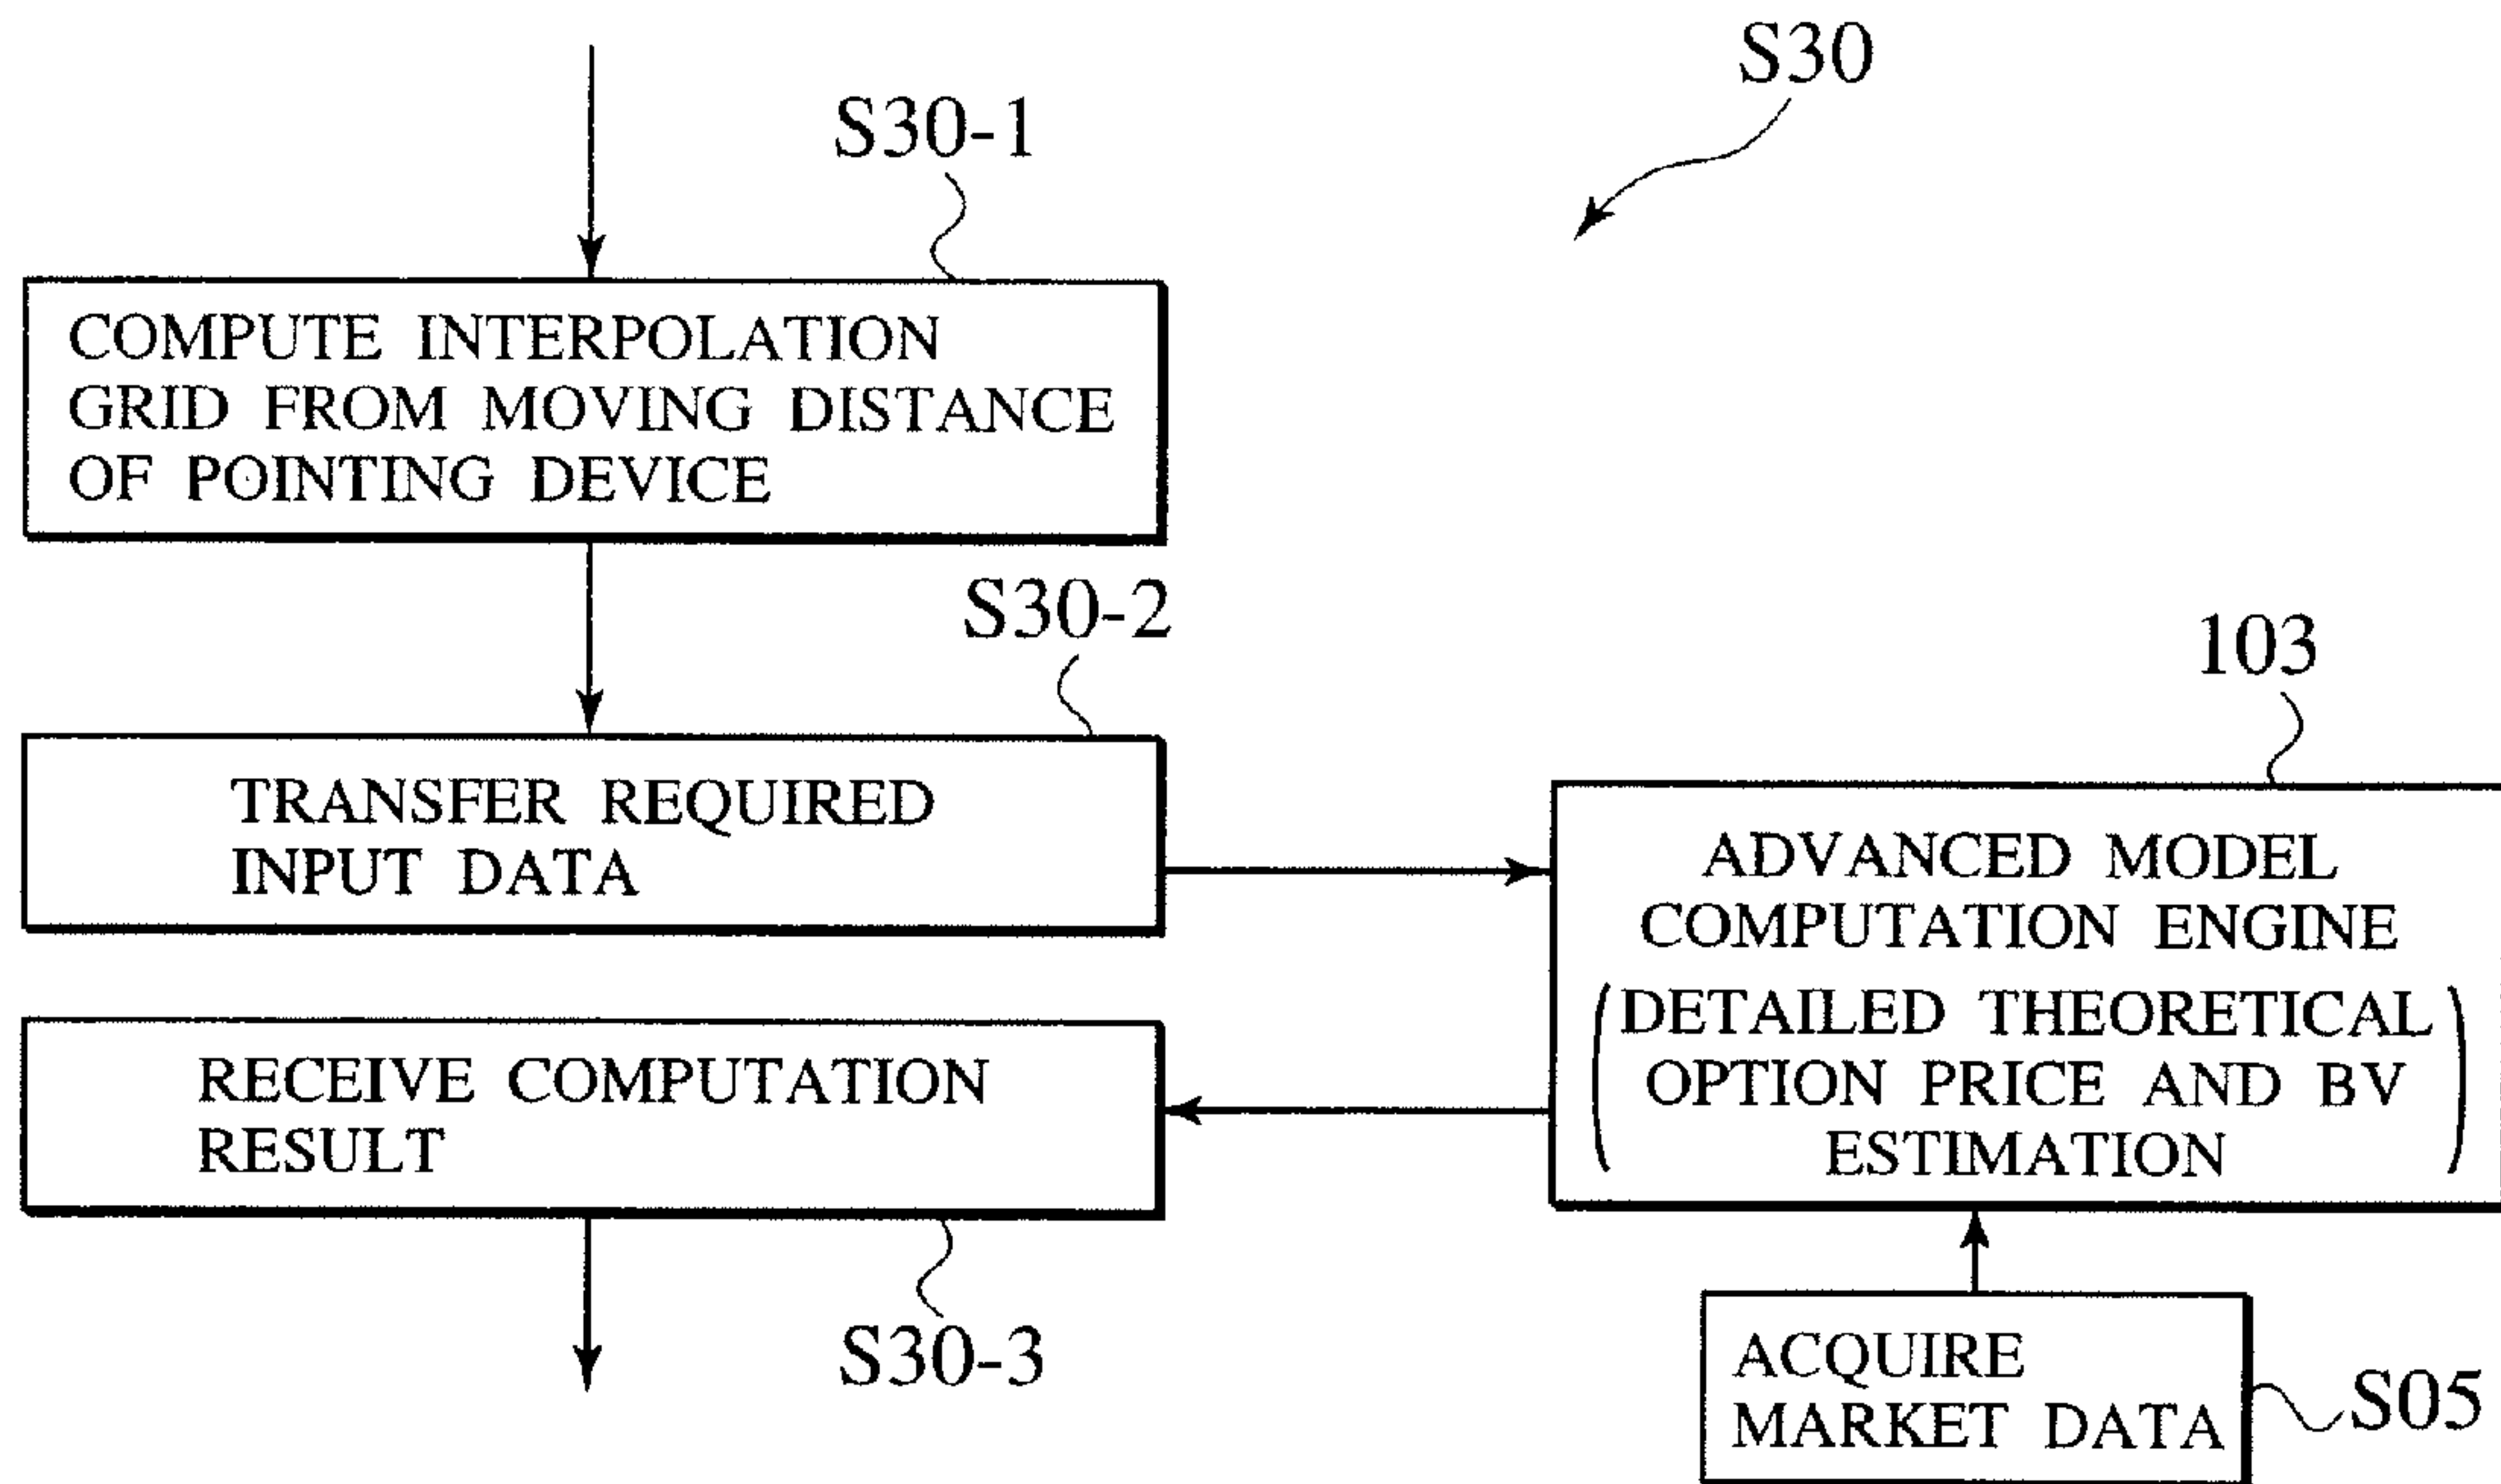 S30
S30-1
COMPUTE INTERPOLATION
GRID FROM MOVING DISTANCE
OF POINTING DEVICE
S30-2
TRANSFER REQUIRED
INPUT DATA
103
ADVANCED MODEL
COMPUTATION ENGINE
(DETAILED THEORETICAL
OPTION PRICE AND BV
ESTIMATION)
RECEIVE COMPUTATION
RESULT
S30-3
ACQUIRE
MARKET DATA
S05